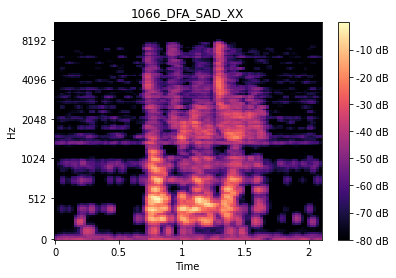 1066_DFA_SAD_XX
8192
4096
2048
1024
512
0
Hz
0
0.5
1
1.5
2
Time
-10 dB
-20 dB
-30 dB
-40 dB
-50 dB
-60 dB
-70 dB
-80 dB